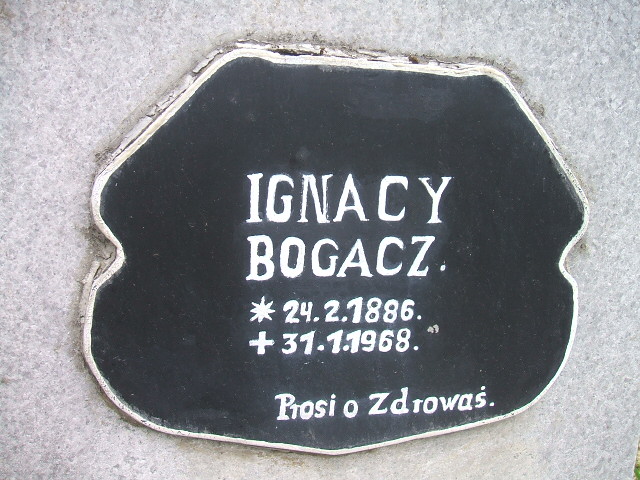 IGNACY
BOGACZ.
* 24.2.1886.
+ 31.1.1968.
Prosi o Zdrowaś.